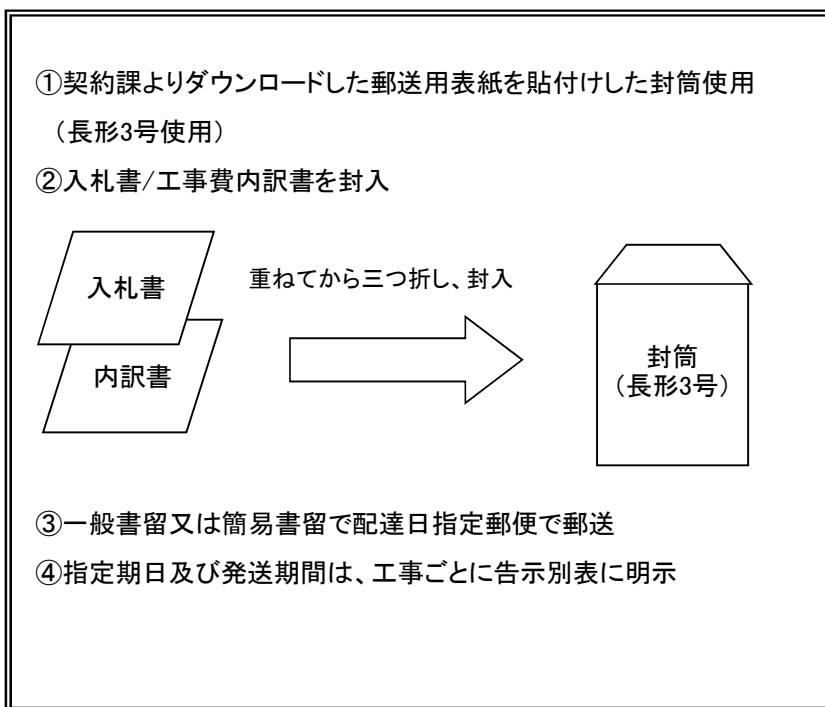 ①契約課よりダウンロードした郵送用表紙を貼付けした封筒使用
（長形3号使用）
②入札書/工事費内訳書を封入
入札書
重ねてから三つ折し、封入
内訳書
封筒
（長形3号）
③一般書留又は簡易書留で配達日指定郵便で郵送
④指定期日及び発送期間は、工事ごとに告示別表に明示